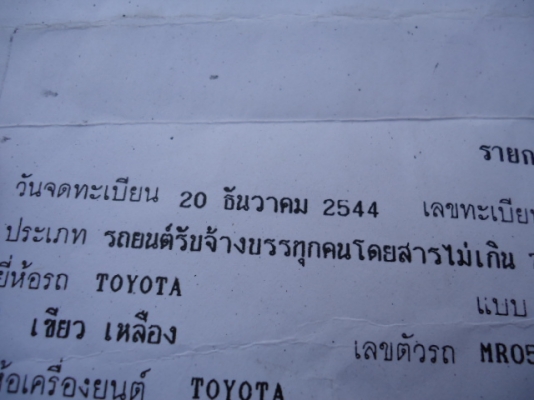 รายก
วันจดทะเบียน 20 ธันวาคม 2544 เลขทะเบียน
ประเภท รถยนต์รับจ้างบรรทุกคนโดยสารไม่เกิน
ยี่ห้อรถ TOYOTA แบบ
เขียว เหลือง เลขตัวรถ MR05
ห้อเครื่องยนต์ TOYOTA